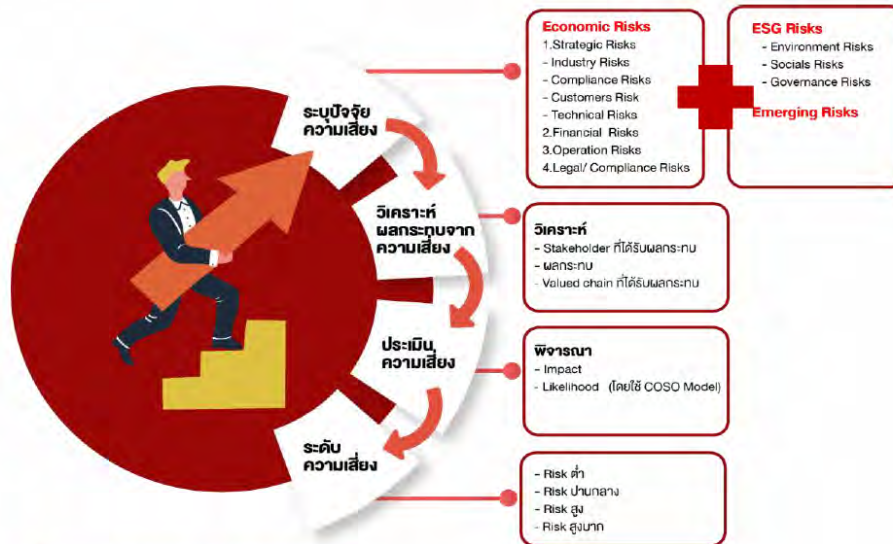 ระบุปัจจัย
ความเสี่ยง
Economic Risks
1.Strategic Risks
- Industry Risks
- Compliance Risks
- Customers Risk
- Technical Risks
2.Financial Risks
3.Operation Risks
4.Legal/ Compliance Risks
ESG Risks
- Environment Risks
- Socials Risks
- Governance Risks
Emerging Risks
วิเคราะห์
ผลกระทบจาก
ความเสี่ยง
วิเคราะห์
- Stakeholder ที่ได้รับผลกระทบ
- ผลกระทบ
- Valued chain ที่ได้รับผลกระทบ
ประเมิน
ความเสี่ยง
พิจารณา
- Impact
- Likelihood (โดยใช้ COSO Model)
ระดับ
ความเสี่ยง
- Risk ต่ำ
- Risk ปานกลาง
- Risk สูง
- Risk สูงมาก